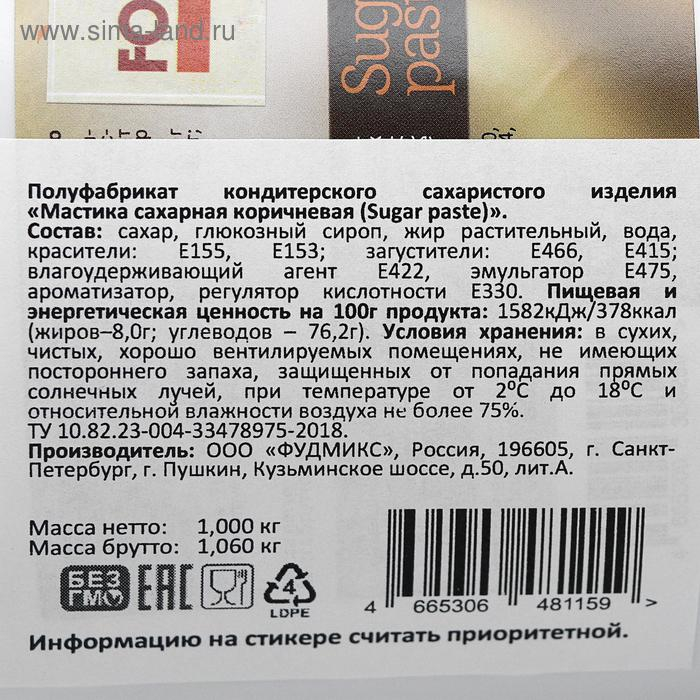 www.sima-land.ru
FO
Sugar
past
Полуфабрикат кондитерского сахаристого изделия
«Мастика сахарная коричневая (Sugar paste)».
Состав: сахар, глюкозный сироп, жир растительный, вода,
красители: Е155, Е153; загустители: Е466, Е415;
влагоудерживающий агент Е422, эмульгатор Е475,
ароматизатор, регулятор кислотности Е330. Пищевая и
энергетическая ценность на 100г продукта: 1582кДж/378ккал
(жиров–8,0г; углеводов – 76,2г). Условия хранения: в сухих,
чистых, хорошо вентилируемых помещениях, не имеющих
постороннего запаха, защищенных от попадания прямых
солнечных лучей, при температуре от 2⁰С до 18⁰С и
относительной влажности воздуха не более 75%.
ТУ 10.82.23-004-33478975-2018.
Производитель: ООО «ФУДМИКС», Россия, 196605, г. Санкт-
Петербург, г. Пушкин, Кузьминское шоссе, д.50, лит.А.
Масса нетто: 1,000 кг
Масса брутто: 1,060 кг
БЕЗ
ГМО
EAC
4
LDPE
4 665306 481159 >
Информацию на стикере считать приоритетной.